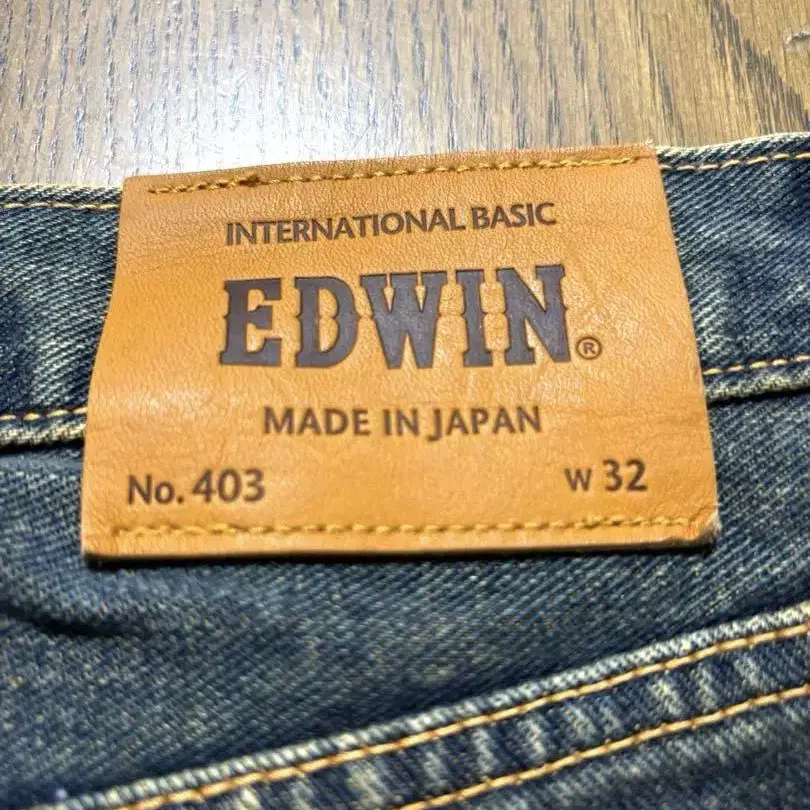 INTERNATIONAL BASIC
EDWIN®
MADE IN JAPAN
No. 403 W 32